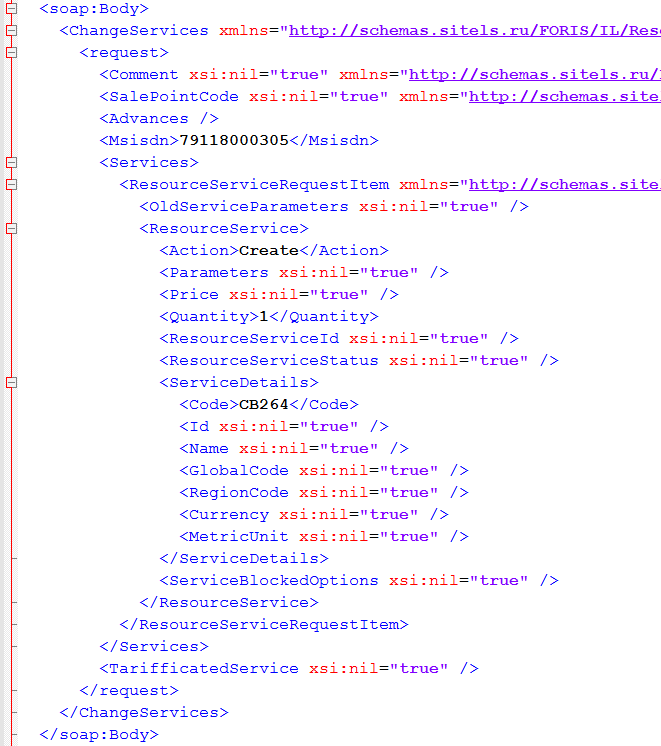 <soap:Body>
<ChangeServices xmlns="http://schemas.sitels.ru/FORIS/IL/Reso
<request>
<Comment xsi:nil="true" xmlns="http://schemas.sitels.ru/
<SalePointCode xsi:nil="true" xmlns="http://schemas.site
<Advances />
<Msisdn>79118000305</Msisdn>
<Services>
<ResourceServiceRequestItem xmlns="http://schemas.site
<OldServiceParameters xsi:nil="true" />
<ResourceService>
<Action>Create</Action>
<Parameters xsi:nil="true" />
<Price xsi:nil="true" />
<Quantity>1</Quantity>
<ResourceServiceId xsi:nil="true" />
<ResourceServiceStatus xsi:nil="true" />
<ServiceDetails>
<Code>CB264</Code>
<Id xsi:nil="true" />
<Name xsi:nil="true" />
<GlobalCode xsi:nil="true" />
<RegionCode xsi:nil="true" />
<Currency xsi:nil="true" />
<MetricUnit xsi:nil="true" />
</ServiceDetails>
<ServiceBlockedOptions xsi:nil="true" />
</ResourceService>
</ResourceServiceRequestItem>
</Services>
<TarifficatedService xsi:nil="true" />
</request>
</ChangeServices>
</soap:Body>